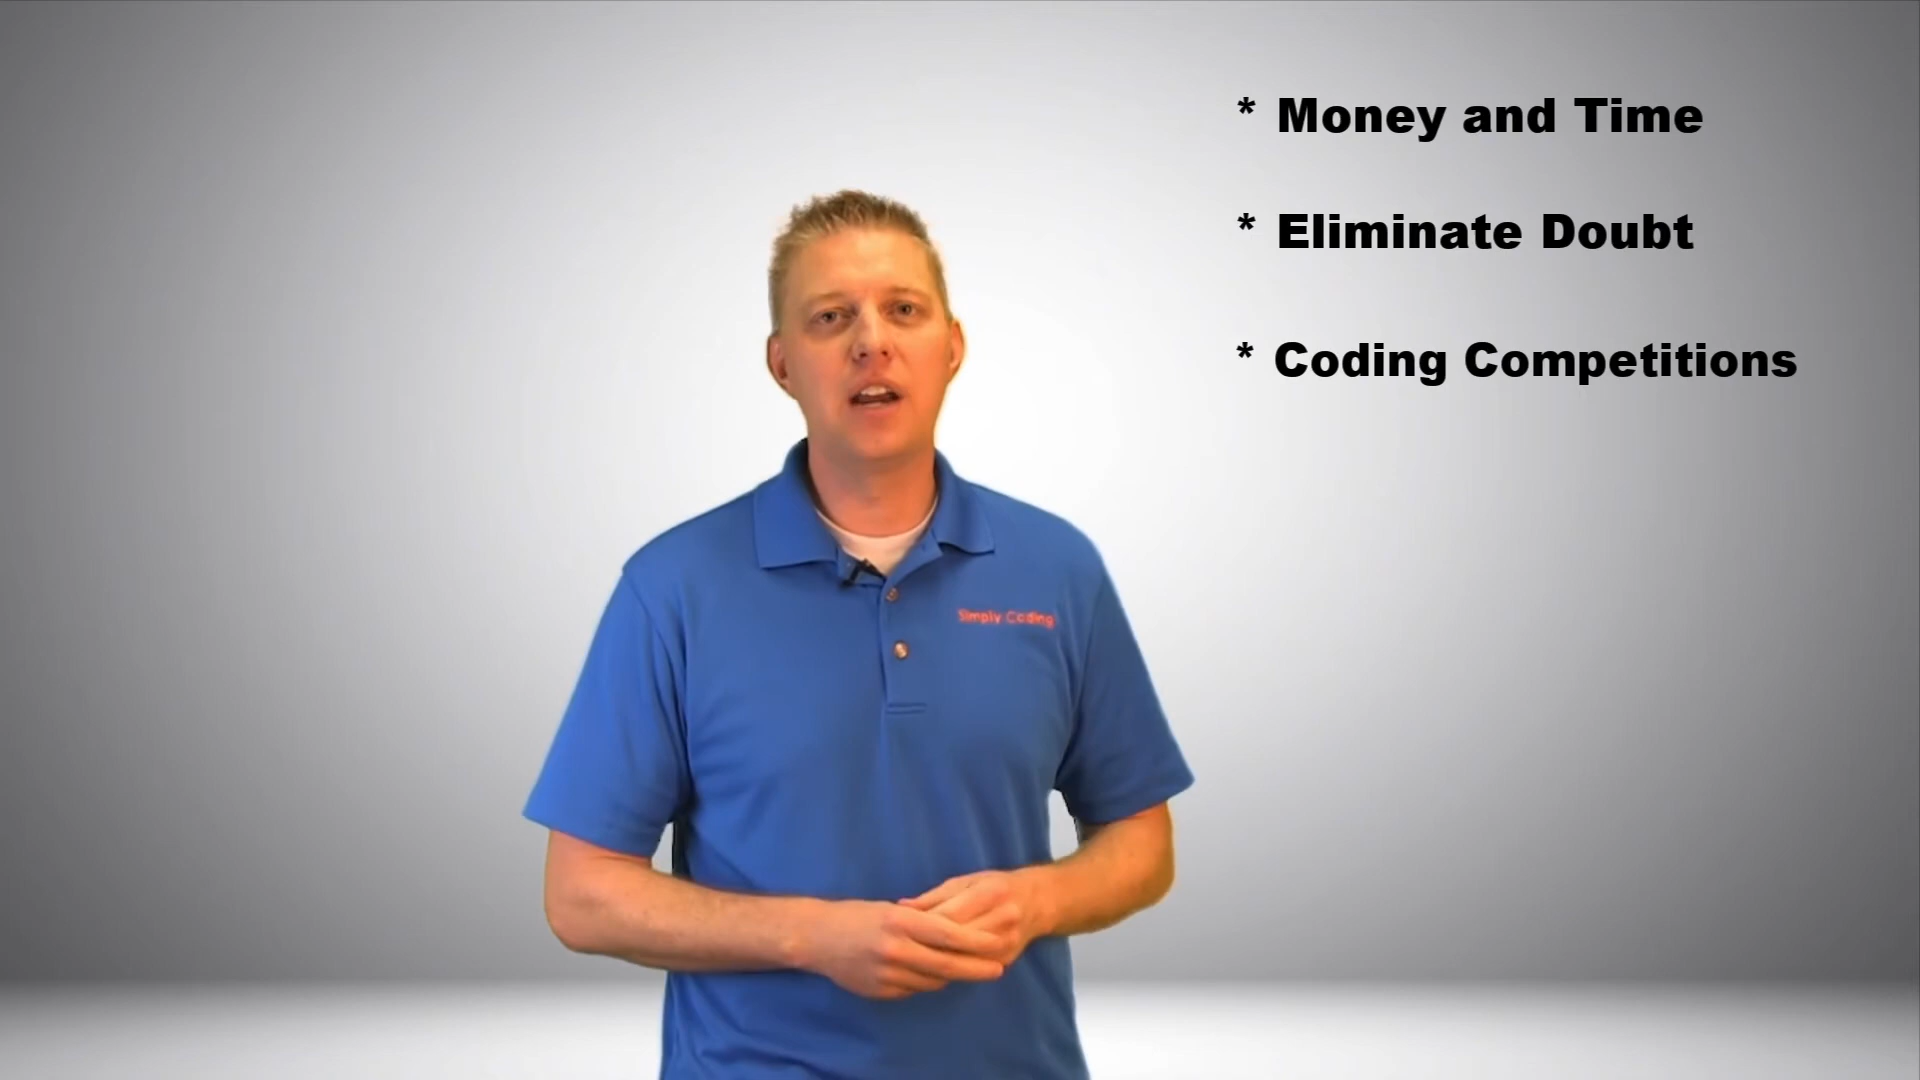 * Money and Time
* Eliminate Doubt
* Coding Competitions
Simply Coding